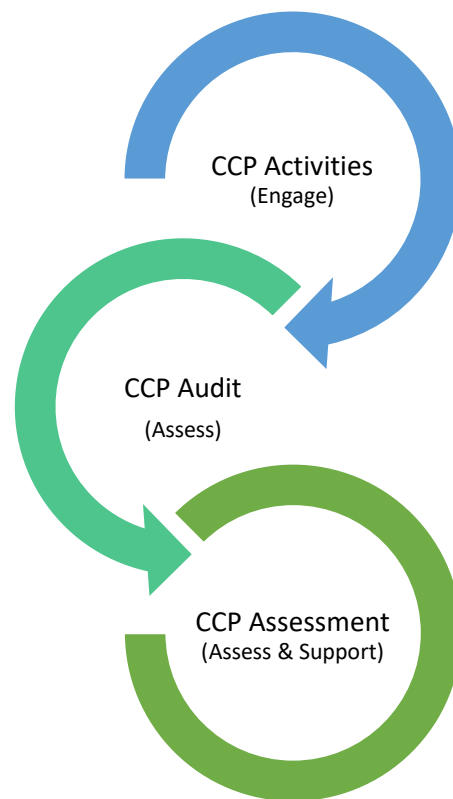 CCP Activities
(Engage)
CCP Audit
(Assess)
CCP Assessment
(Assess & Support)